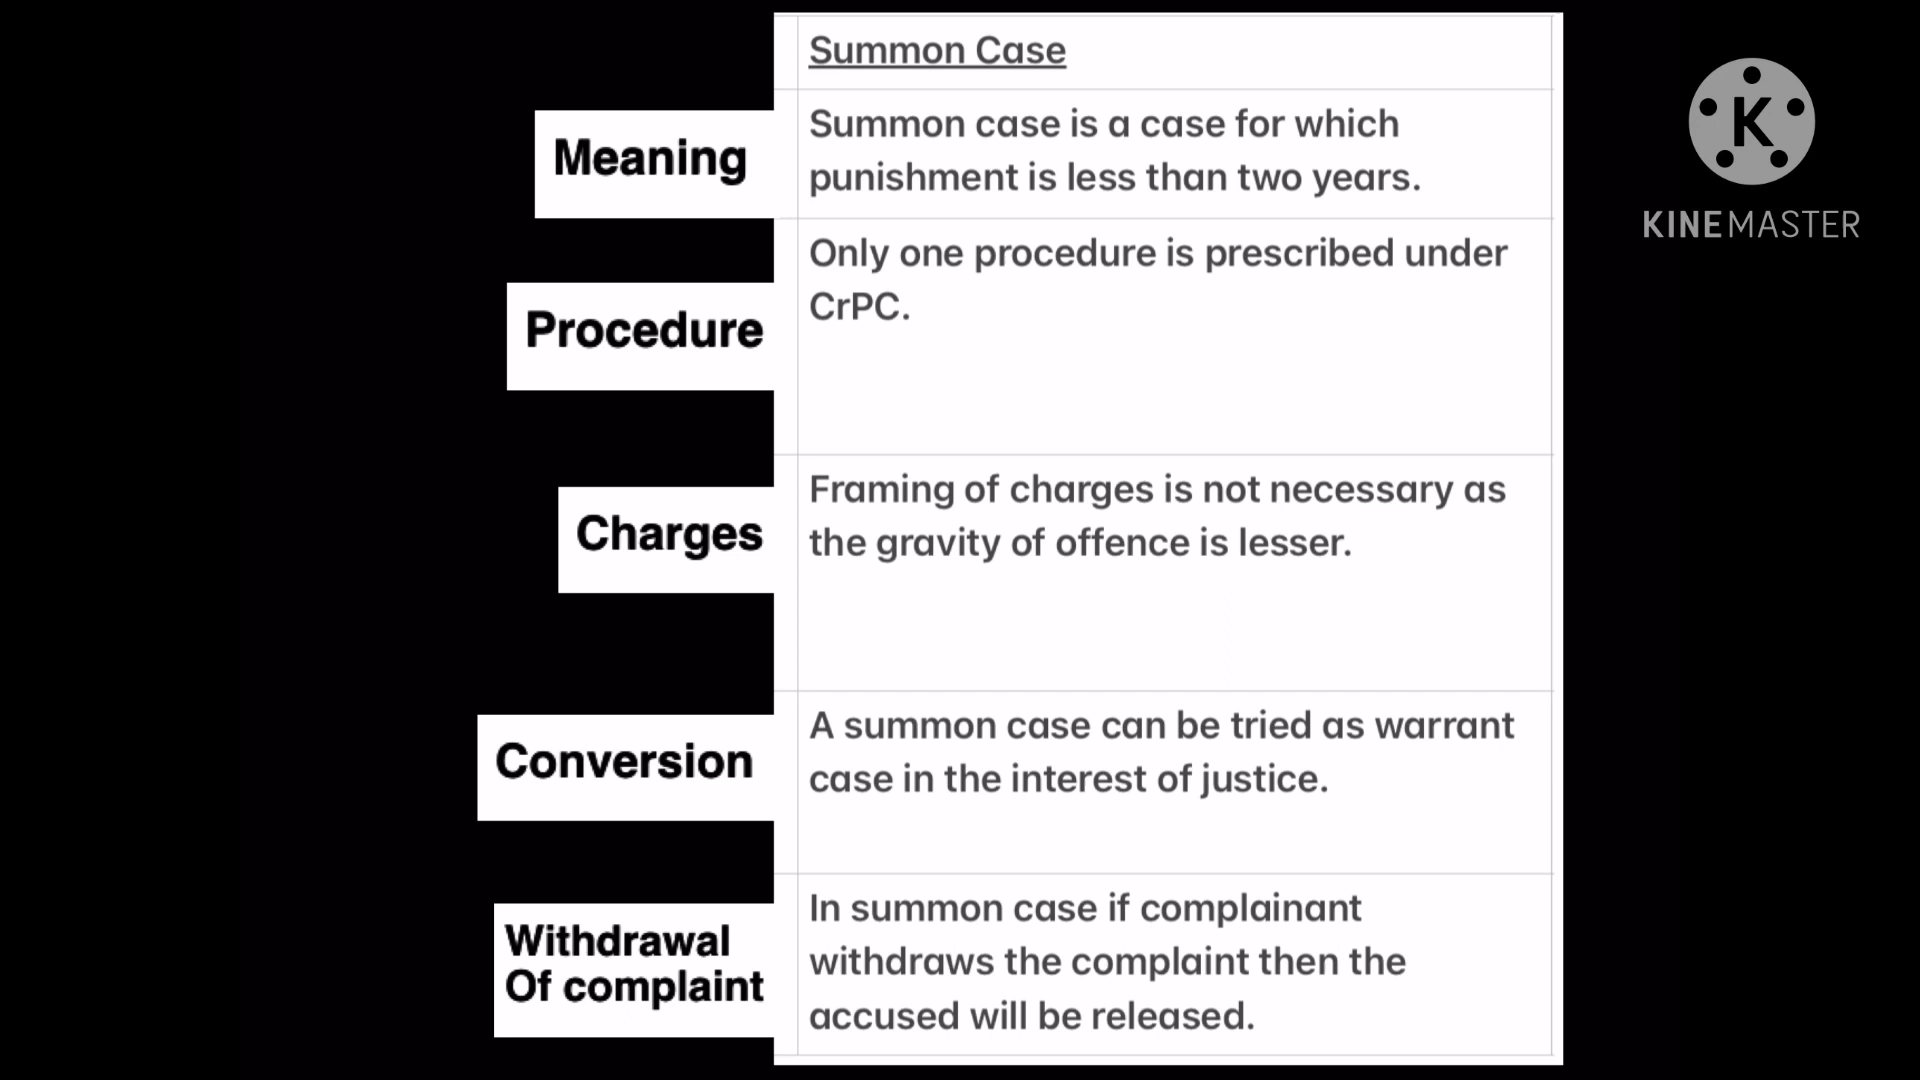 Summon Case
Meaning
Summon case is a case for which
punishment is less than two years.
Procedure
Only one procedure is prescribed under
CrPC.
Charges
Framing of charges is not necessary as
the gravity of offence is lesser.
Conversion
A summon case can be tried as warrant
case in the interest of justice.
Withdrawal
Of complaint
In summon case if complainant
withdraws the complaint then the
accused will be released.
K
KINEMASTER